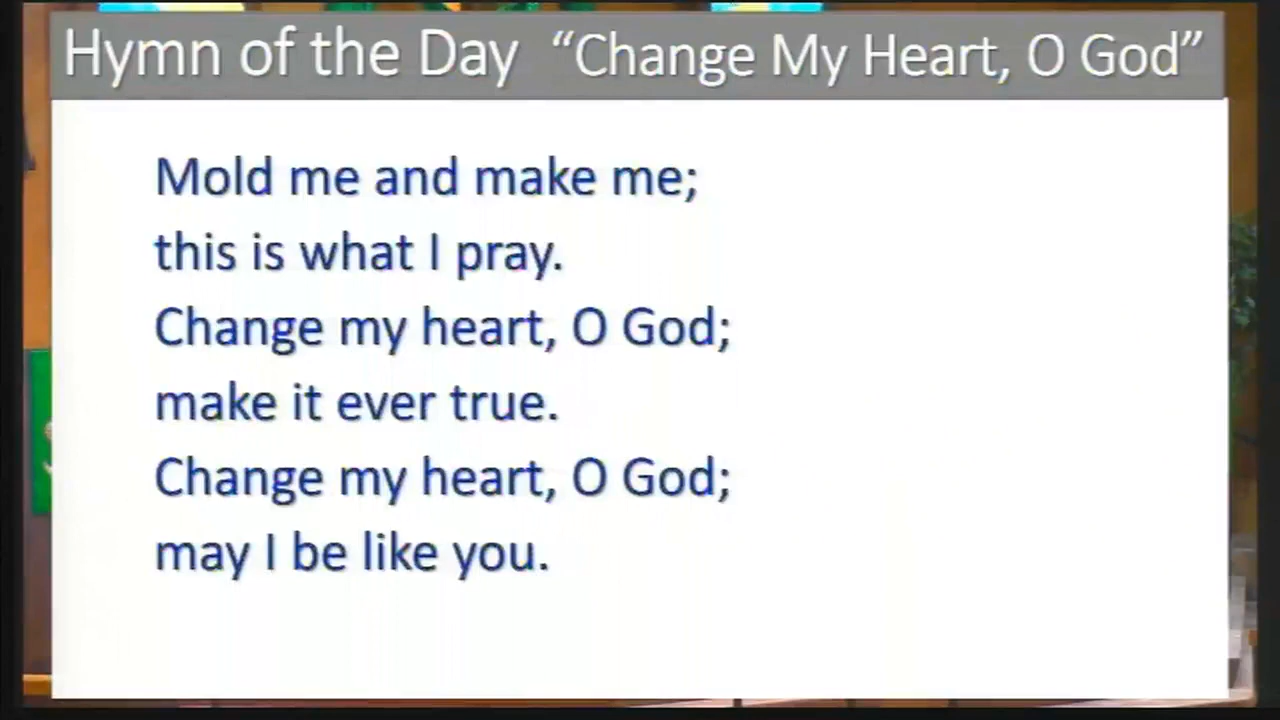 Hymn of the Day “Change My Heart, O God”
Mold me and make me;
this is what I pray.
Change my heart, O God;
make it ever true.
Change my heart, O God;
may I be like you.